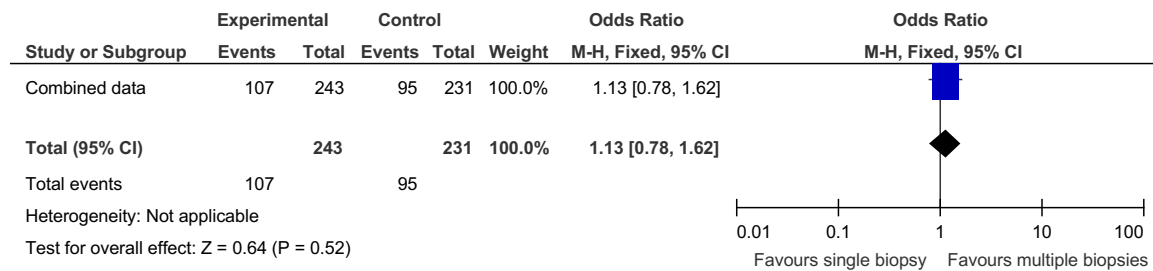 Experimental Control Odds Ratio Odds Ratio
Study or Subgroup Events Total Events Total Weight M-H, Fixed, 95% CI M-H, Fixed, 95% CI
Combined data 107 243 95 231 100.0% 1.13 [0.78, 1.62]
Total (95% CI) 243 231 100.0% 1.13 [0.78, 1.62]
Total events 107 95
Heterogeneity: Not applicable
Test for overall effect: Z = 0.64 (P = 0.52)
0.01 0.1 1 10 100
Favours single biopsy Favours multiple biopsies